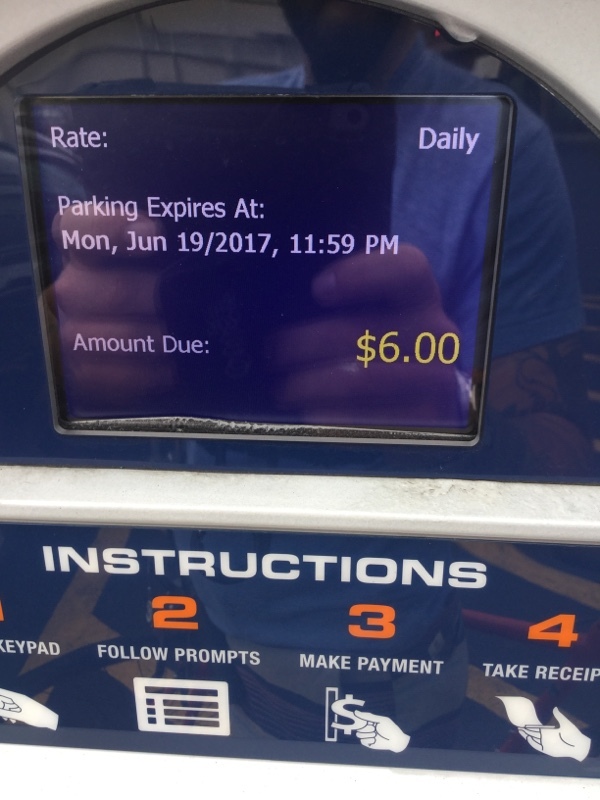 Rate: Daily
Parking Expires At:
Mon, Jun 19/2017, 11:59 PM
Amount Due: $6.00
INSTRUCTIONS
2 3 4
KEYPAD FOLLOW PROMPTS MAKE PAYMENT TAKE RECEIP
$